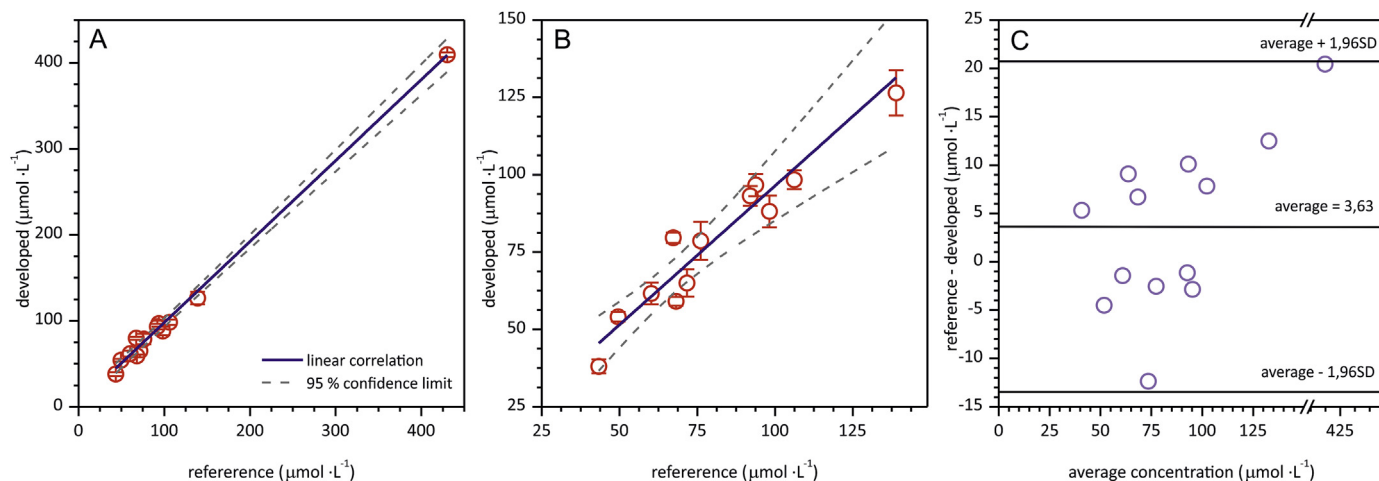 A
400
300
200
100
0
0
100
200
300
400
developed (µmol ·L⁻¹)
refererence (µmol ·L⁻¹)
linear correlation
95 % confidence limit
B
150
125
100
75
50
25
25
50
75
100
125
developed (µmol ·L⁻¹)
refererence (µmol ·L⁻¹)
C
25
20
15
10
5
0
-5
-10
-15
0
25
50
75
100
125
425
reference - developed (µmol ·L⁻¹)
average concentration (µmol ·L⁻¹)
average + 1,96SD
average = 3,63
average - 1,96SD